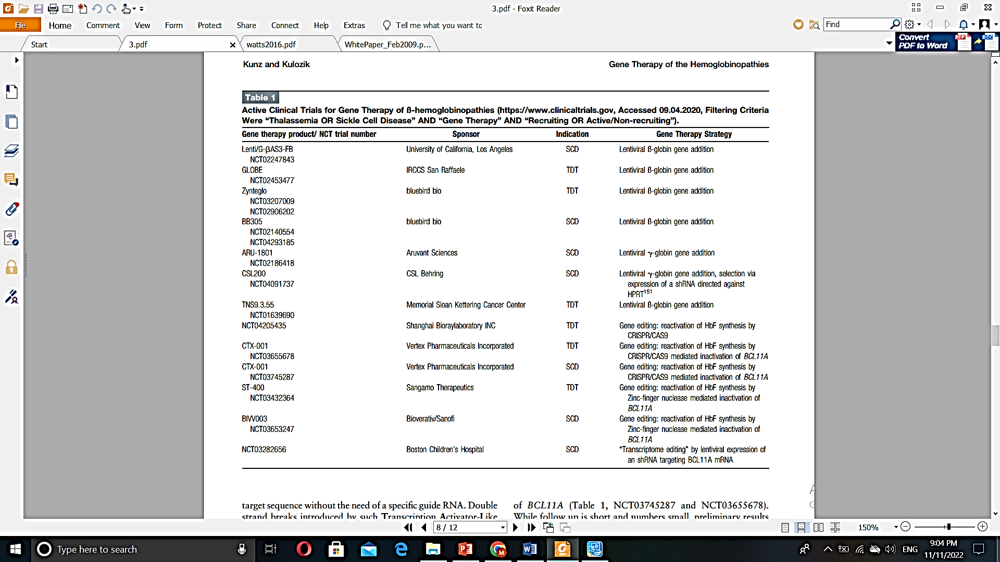 3.pdf - Foxit Reader
File Home Comment View Form Protect Share Connect Help Extras Tell me what you want to
Find
Start 3.pdf watts2016.pdf WhitePaper_Feb2009.p...
Convert PDF DOC
PDF to Word
Kunz and Kulozik Gene Therapy of the Hemoglobinopathies
Table 1
Active Clinical Trials for Gene Therapy of ß-hemoglobinopathies (https://www.clinicaltrials.gov, Accessed 09.04.2020, Filtering Criteria
Were “Thalassemia OR Sickle Cell Disease” AND “Gene Therapy” AND “Recruiting OR Active/Non-recruiting”).
Gene therapy product/ NCT trial number Sponsor Indication Gene Therapy Strategy
Lenti/G-βAS3-FB University of California, Los Angeles SCD Lentiviral ß-globin gene addition
NCT02247843
GLOBE IRCCS San Raffaele TDT Lentiviral ß-globin gene addition
NCT02453477
Zynteglo bluebird bio TDT Lentiviral ß-globin gene addition
NCT03207009
NCT02906202
BB305 bluebird bio SCD Lentiviral ß-globin gene addition
NCT02140554
NCT04293185
ARU-1801 Aruvant Sciences SCD Lentiviral γ-globin gene addition
NCT02186418
CSL200 CSL Behring SCD Lentiviral γ-globin gene addition, selection via
NCT04091737 expression of a shRNA directed against
HPRT151
TNS9.3.55 Memorial Sloan Kettering Cancer Center TDT Lentiviral ß-globin gene addition
NCT01639690
NCT04205435 Shanghai Bioraylaboratory INC TDT Gene editing: reactivation of HbF synthesis by
CRISPR/CAS9
CTX-001 Vertex Pharmaceuticals Incorporated TDT Gene editing: reactivation of HbF synthesis by
NCT03655678 CRISPR/CAS9 mediated inactivation of BCL11A
CTX-001 Vertex Pharmaceuticals Incorporated SCD Gene editing: reactivation of HbF synthesis by
NCT03745287 CRISPR/CAS9 mediated inactivation of BCL11A
ST-400 Sangamo Therapeutics TDT Gene editing: reactivation of HbF synthesis by
NCT03432364 Zinc-finger nuclease mediated inactivation of
BCL11A
BIVV003 Bioverativ/Sanofi SCD Gene editing: reactivation of HbF synthesis by
NCT03653247 Zinc-finger nuclease mediated inactivation of
BCL11A
NCT03282656 Boston Children's Hospital SCD “Transcriptome editing” by lentiviral expression of
an shRNA targeting BCL11A mRNA
target sequence without the need of a specific guide RNA. Double
strand breaks introduced by such Transcription Activator-Like
of BCL11A (Table 1, NCT03745287 and NCT03655678).
While follow up is short and numbers small, preliminary results
Activate Windows
8 / 12 150%
Type here to search
ENG 9:04 PM
11/11/2022